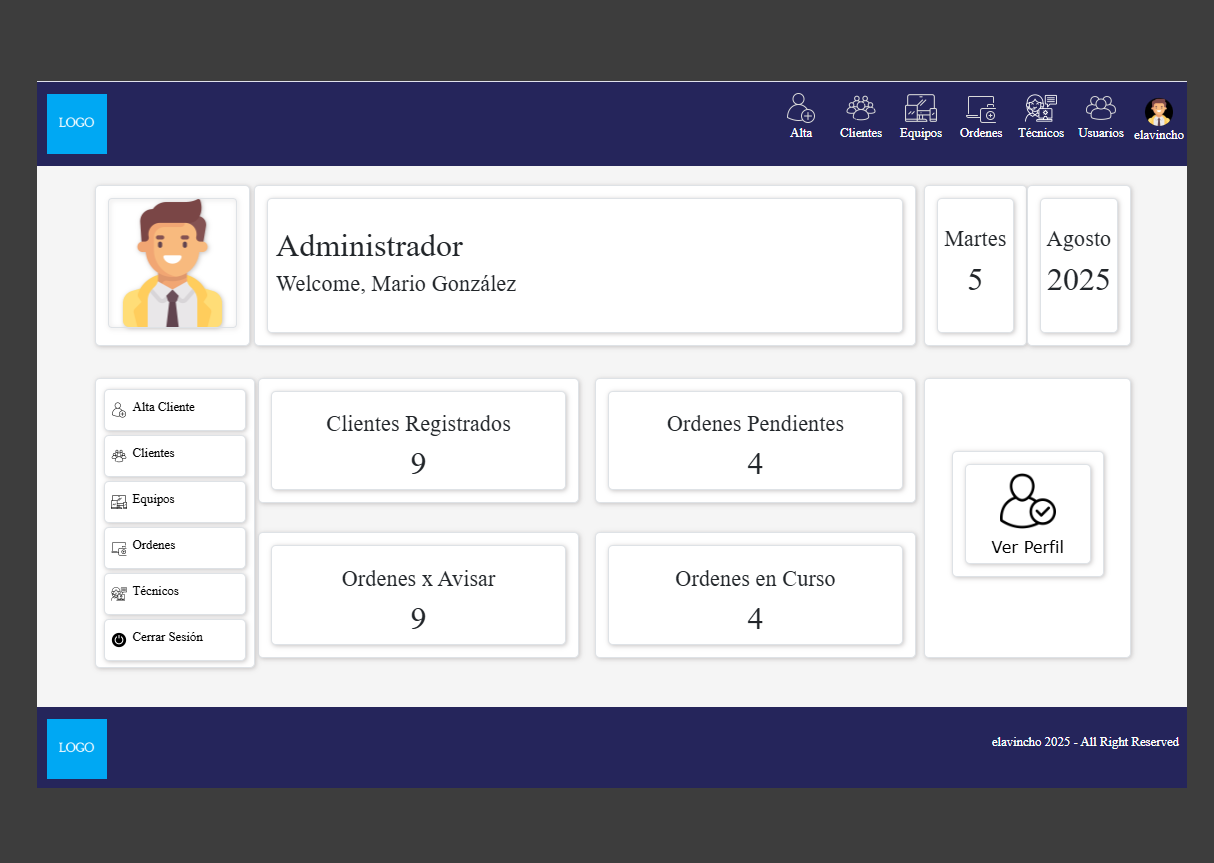 LOGO
Alta
Clientes
Equipos
Ordenes
Técnicos
Usuarios
elavincho
Administrador
Welcome, Mario González
Martes
5
Agosto
2025
Alta Cliente
Clientes
Equipos
Ordenes
Técnicos
Cerrar Sesión
Clientes Registrados
9
Ordenes Pendientes
4
Ordenes x Avisar
9
Ordenes en Curso
4
Ver Perfil
LOGO
elavincho 2025 - All Right Reserved